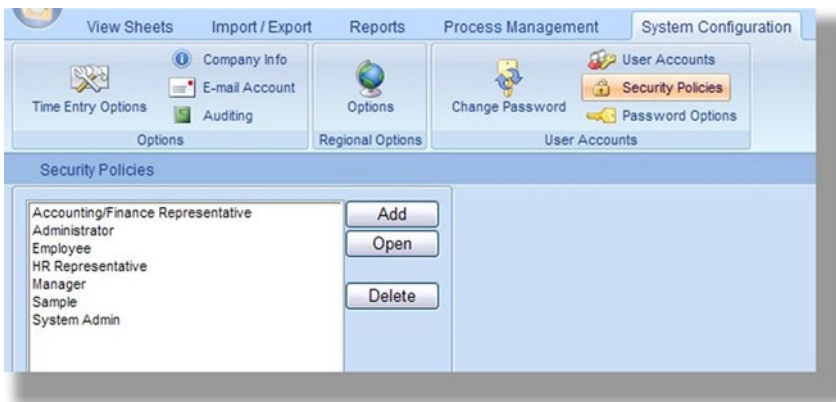 View Sheets Import / Export Reports Process Management System Configuration
Time Entry Options
Company Info
E-mail Account
Auditing
Options
Options
Regional Options
Change Password
User Accounts
Security Policies
Password Options
User Accounts
Security Policies
Accounting/Finance Representative
Administrator
Employee
HR Representative
Manager
Sample
System Admin
Add
Open
Delete